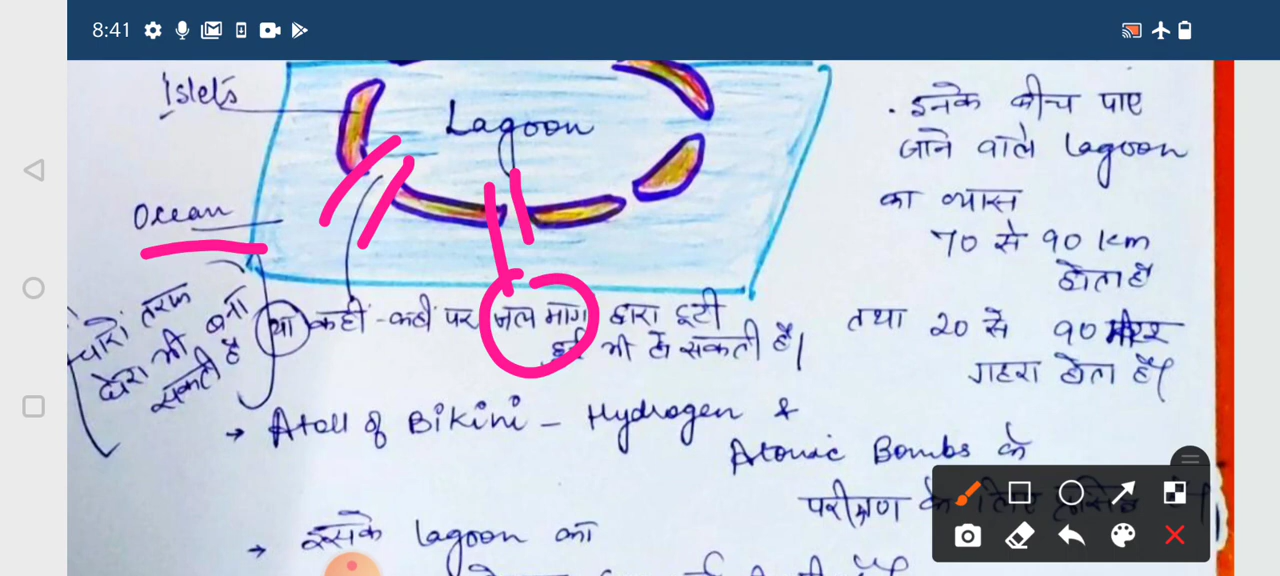 8:41
Islets
Lagoon
Ocean
. इनके बीच पाए
जाने वाले lagoon
का व्यास
70 से 90 km
होता है
तथा 20 से 90 मीटर
गहरा होता है।
चारो तरफ
घेरा भी बना
सकती है
या कहीं-कहीं पर जल मार्ग द्वारा टूटी
हुई भी हो सकती है।
→ Atoll of Bikini – Hydrogen &
Atomic Bombs के
परीक्षण के लिए
→ इसके lagoon का